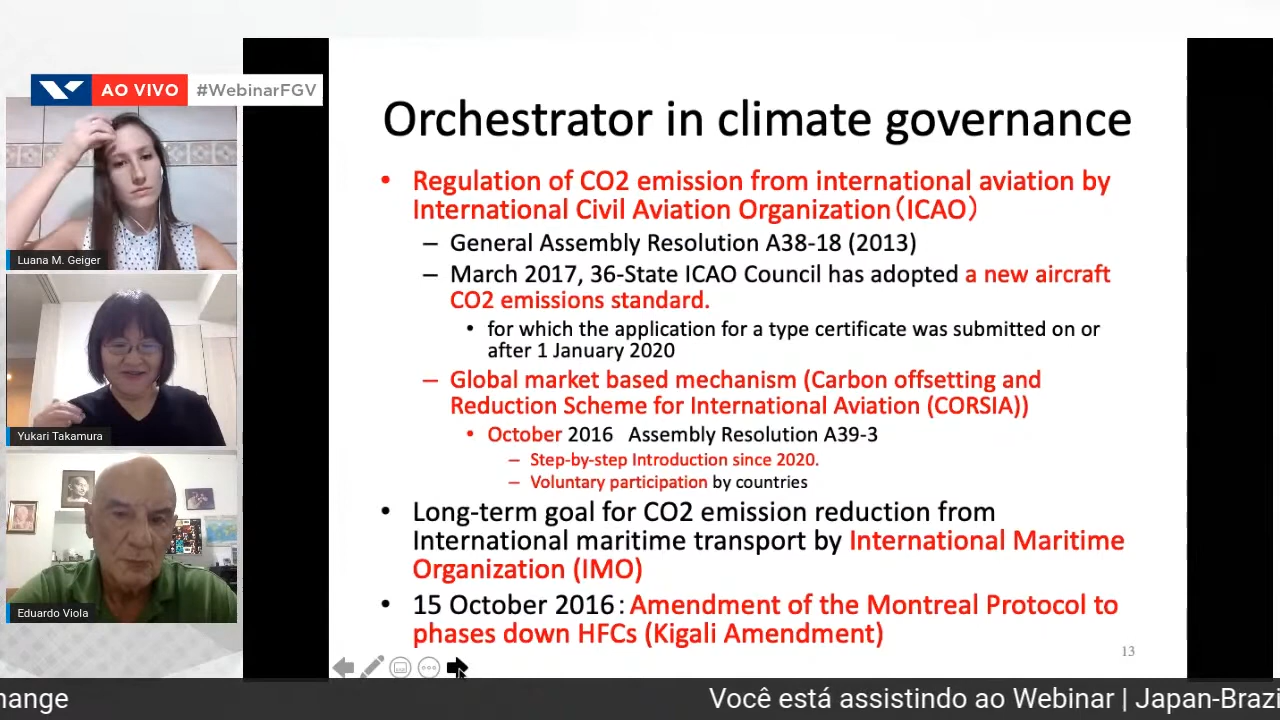 AO VIVO #WebinarFGV
Luana M. Geiger
Yukari Takamura
Eduardo Viola
Orchestrator in climate governance
• Regulation of CO2 emission from international aviation by
International Civil Aviation Organization（ICAO）
– General Assembly Resolution A38-18 (2013)
– March 2017, 36-State ICAO Council has adopted a new aircraft
CO2 emissions standard.
• for which the application for a type certificate was submitted on or
after 1 January 2020
– Global market based mechanism (Carbon offsetting and
Reduction Scheme for International Aviation (CORSIA))
• October 2016 Assembly Resolution A39-3
– Step-by-step Introduction since 2020.
– Voluntary participation by countries
• Long-term goal for CO2 emission reduction from
International maritime transport by International Maritime
Organization (IMO)
• 15 October 2016：Amendment of the Montreal Protocol to
phases down HFCs (Kigali Amendment)
13
hange Você está assistindo ao Webinar | Japan-Brazi